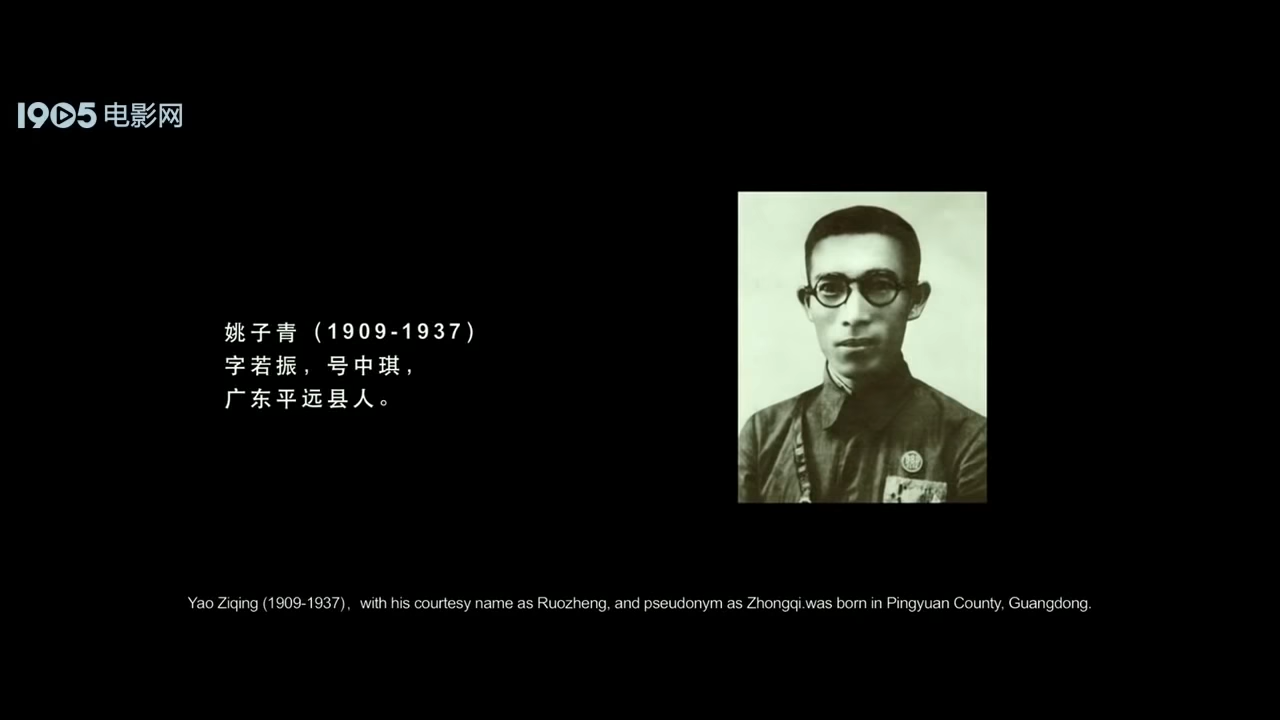 1905电影网
姚子青（1909-1937）
字若振，号中琪，
广东平远县人。
Yao Ziqing (1909-1937)，with his courtesy name as Ruozheng, and pseudonym as Zhongqi.was born in Pingyuan County, Guangdong.